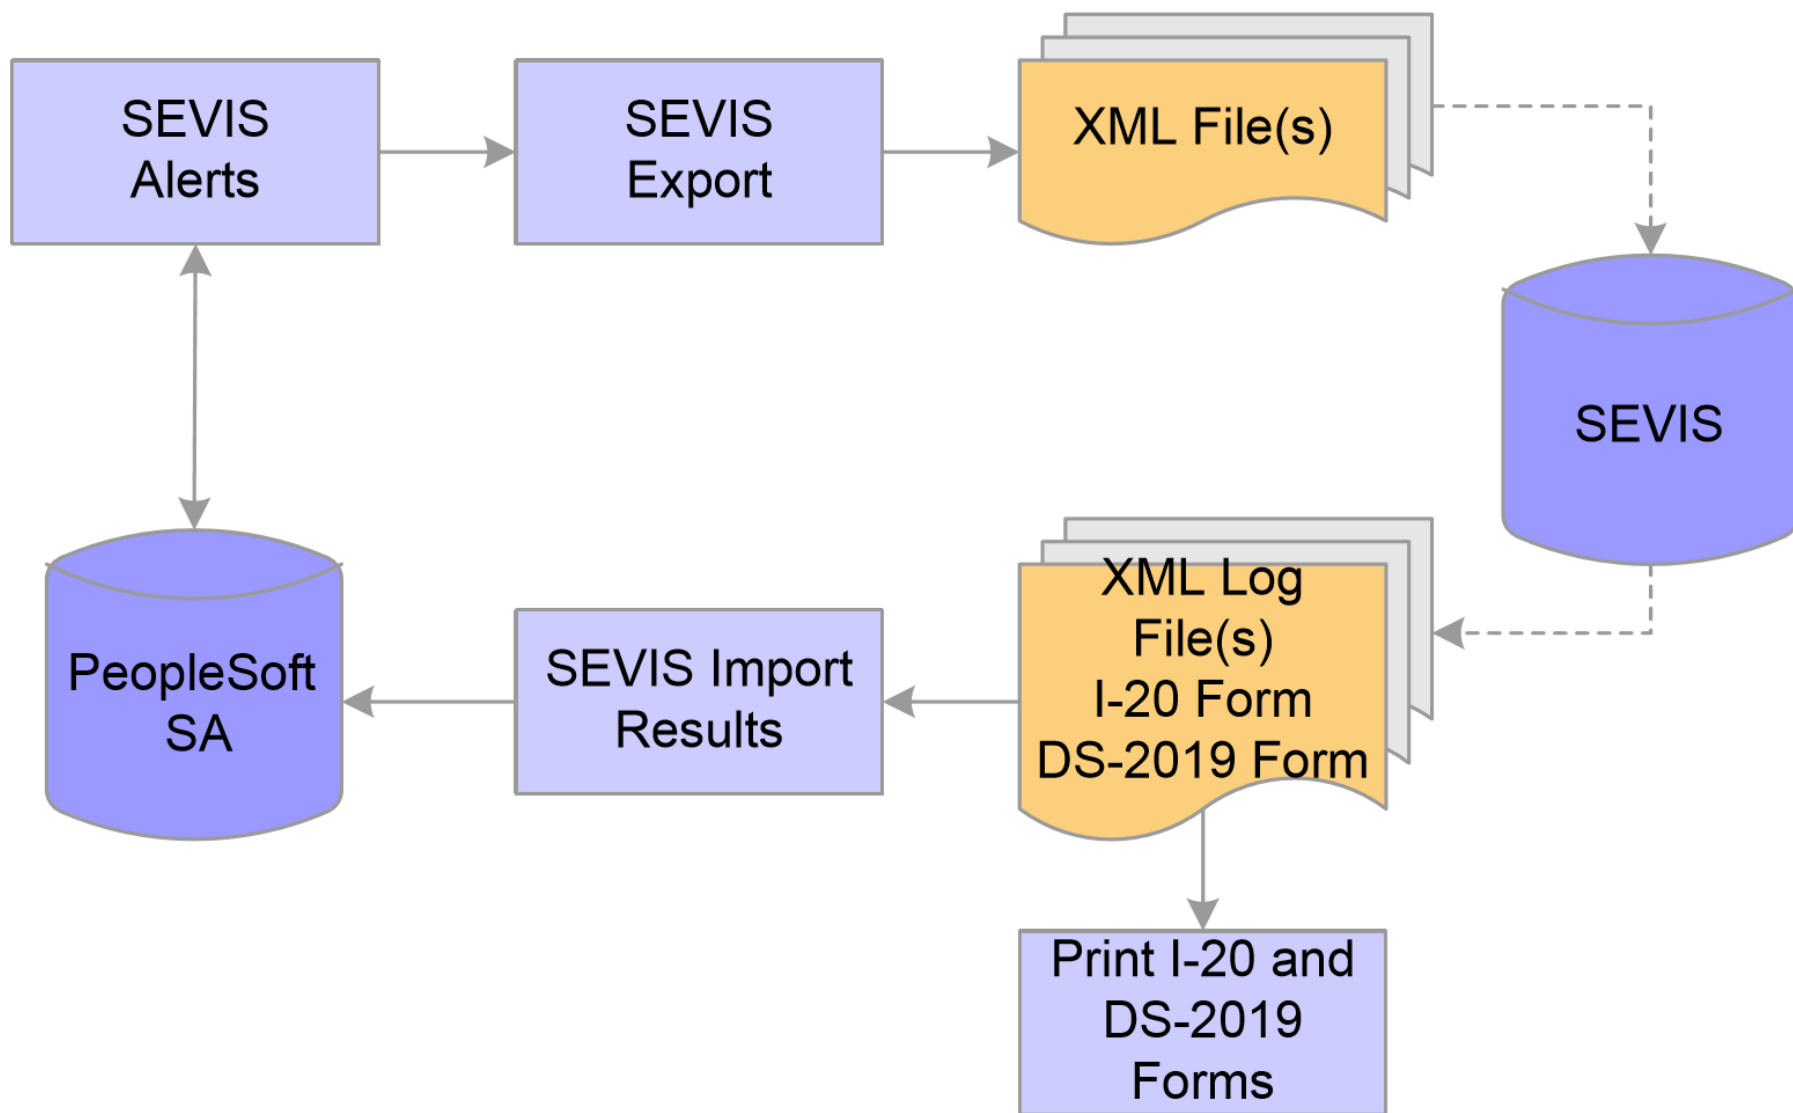 SEVIS
Alerts
SEVIS
Export
XML File(s)
SEVIS
PeopleSoft
SA
SEVIS Import
Results
XML Log
File(s)
I-20 Form
DS-2019 Form
Print I-20 and
DS-2019
Forms